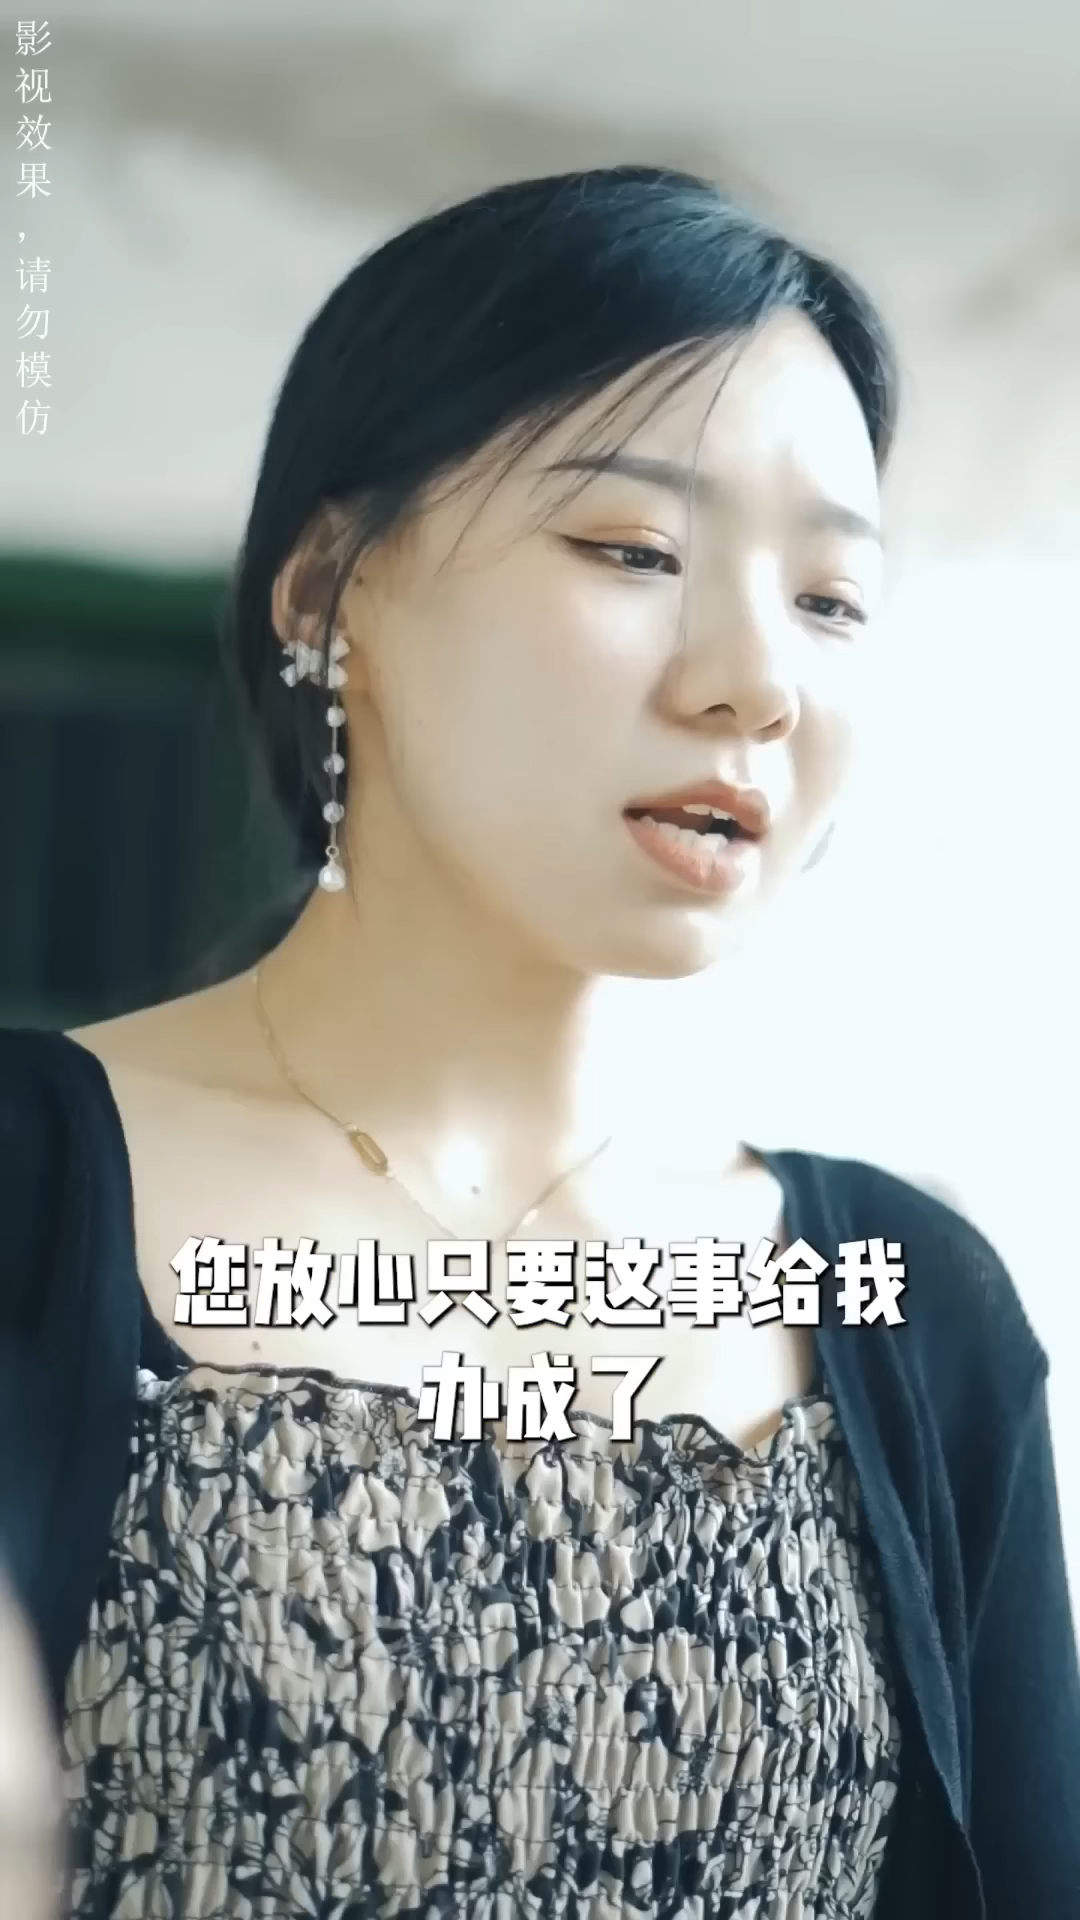 影视效果，请勿模仿
您放心只要这事给我
办成了